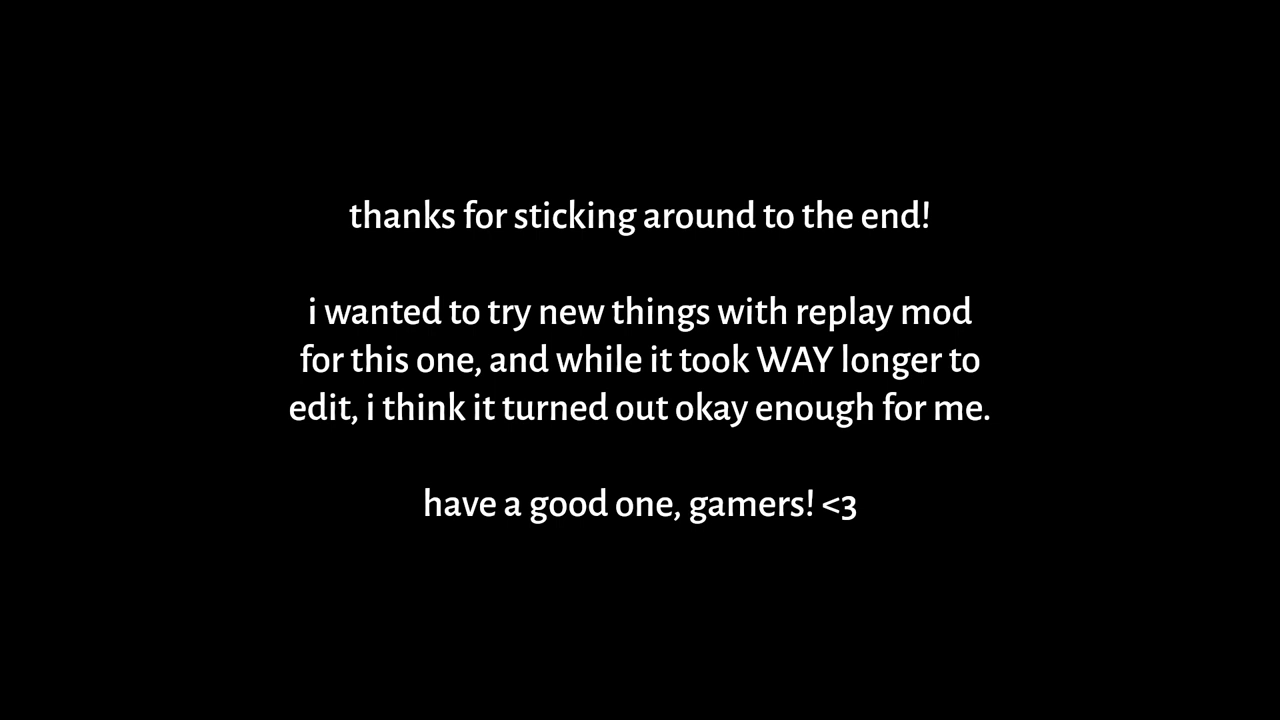 thanks for sticking around to the end!
i wanted to try new things with replay mod
for this one, and while it took WAY longer to
edit, i think it turned out okay enough for me.
have a good one, gamers! <3